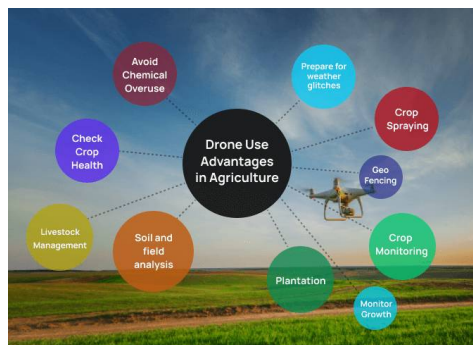 Avoid
Chemical
Overuse
Prepare for
weather
glitches
Crop
Spraying
Check
Crop
Health
Drone Use
Advantages
in Agriculture
Geo
Fencing
Livestock
Management
Soil and
field
analysis
Crop
Monitoring
Plantation
Monitor
Growth